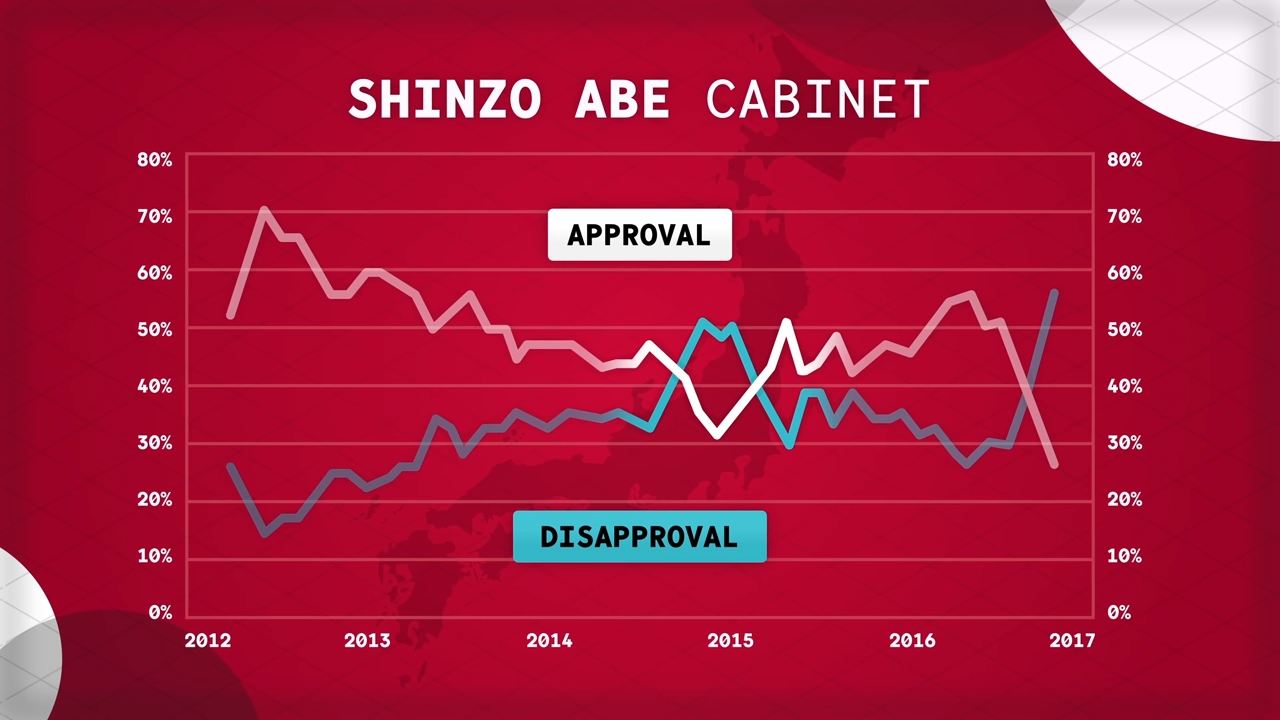 SHINZO ABE CABINET
80% 80%
APPROVAL
70% 70%
60% 60%
50% 50%
40% 40%
30% 30%
20% 20%
DISAPPROVAL
10% 10%
0% 0%
2012 2013 2014 2015 2016 2017